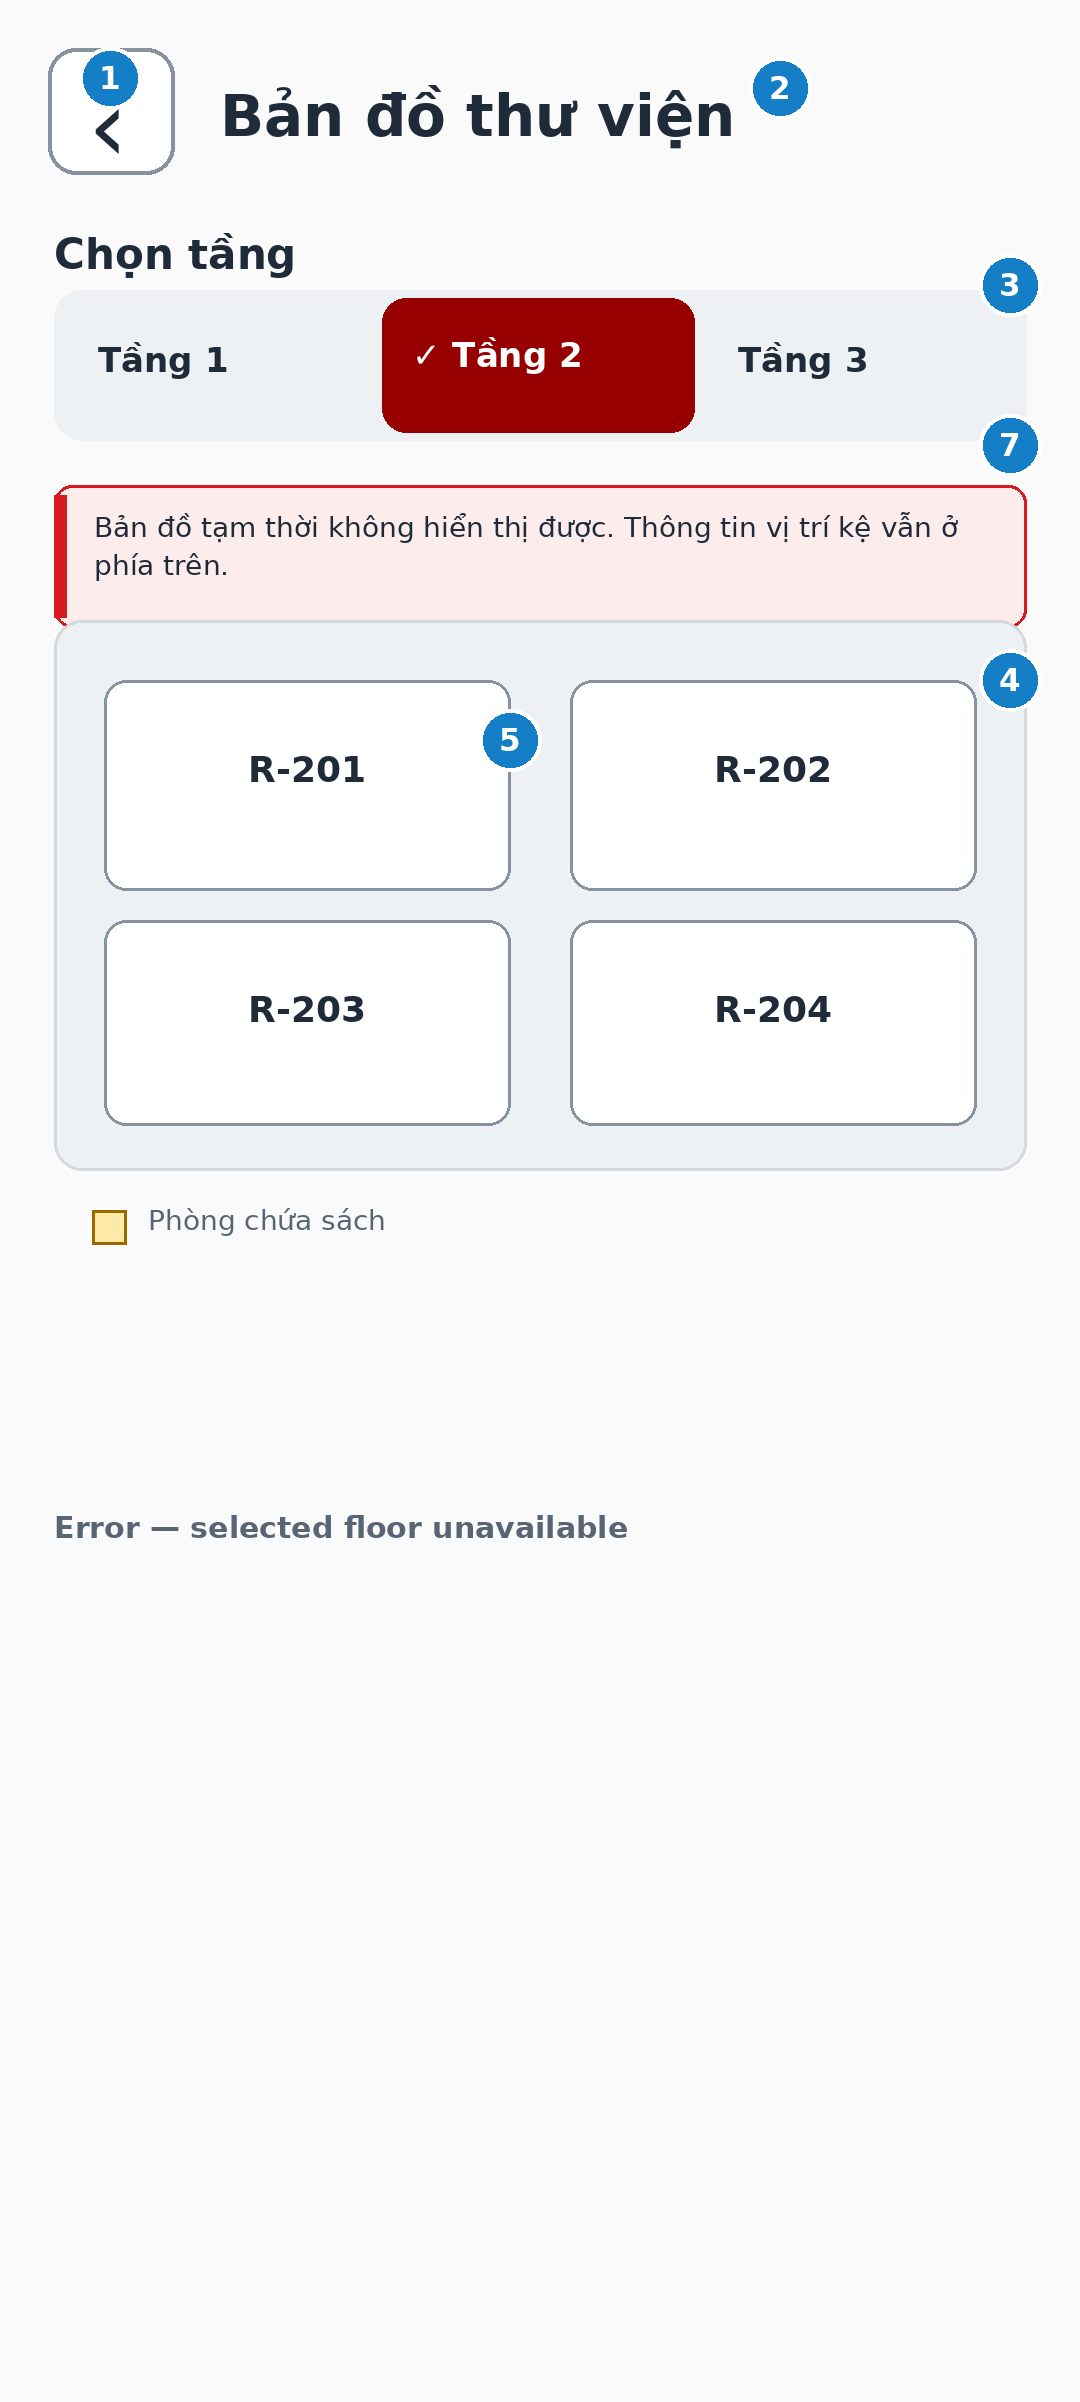 1
<
Bản đồ thư viện
2
Chọn tầng
3
Tầng 1
✓ Tầng 2
Tầng 3
7
Bản đồ tạm thời không hiển thị được. Thông tin vị trí kệ vẫn ở
phía trên.
4
R-201
5
R-202
R-203
R-204
Phòng chứa sách
Error — selected floor unavailable